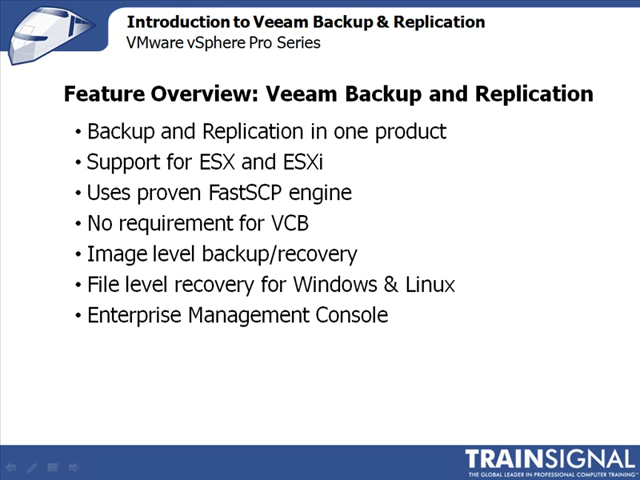 Introduction to Veeam Backup & Replication
VMware vSphere Pro Series
Feature Overview: Veeam Backup and Replication
• Backup and Replication in one product
• Support for ESX and ESXi
• Uses proven FastSCP engine
• No requirement for VCB
• Image level backup/recovery
• File level recovery for Windows & Linux
• Enterprise Management Console
TRAINSIGNAL
THE GLOBAL LEADER IN PROFESSIONAL COMPUTER TRAINING